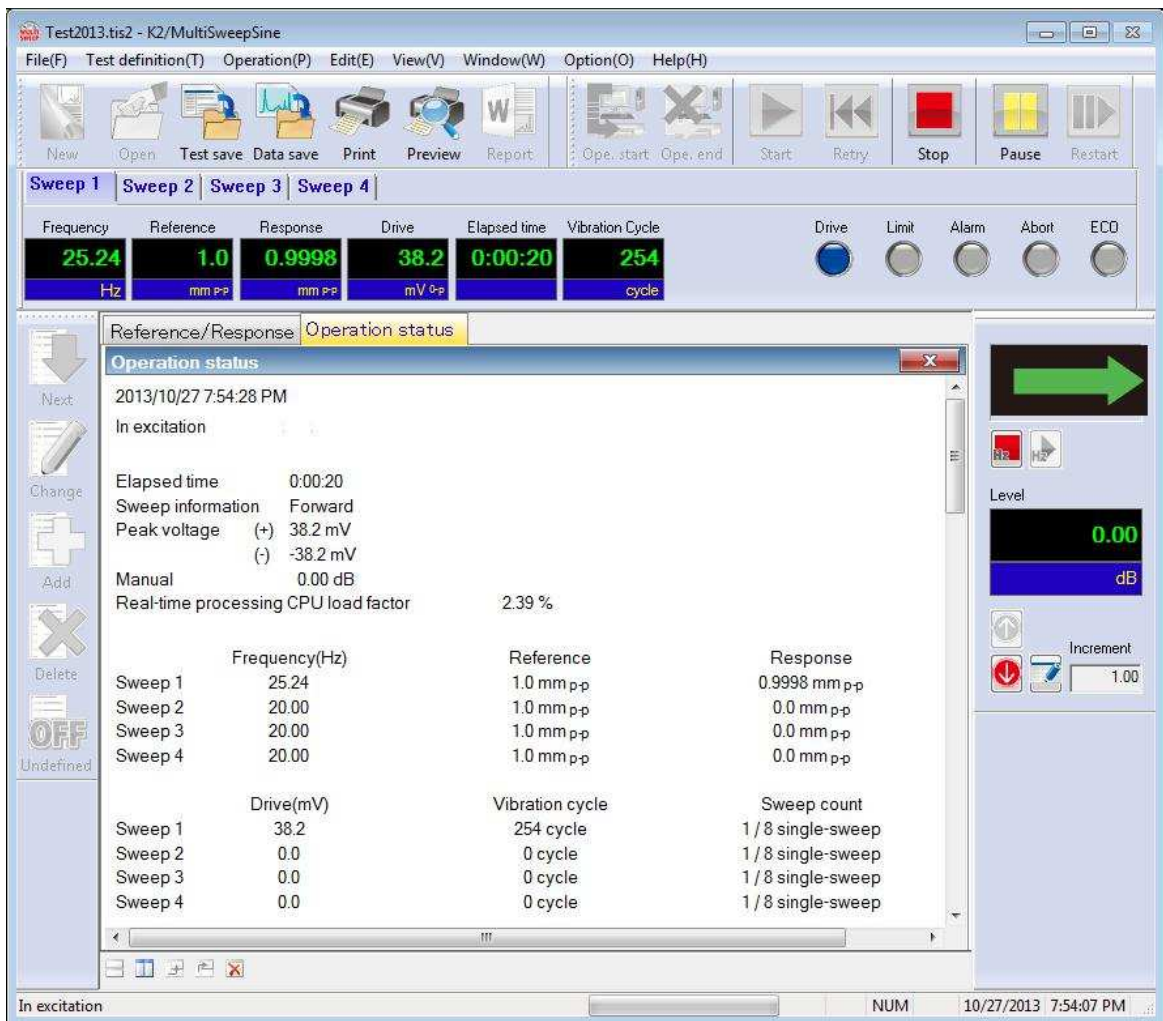 Test2013.tis2 - K2/MultiSweepSine
File(F) Test definition(T) Operation(P) Edit(E) View(V) Window(W) Option(O) Help(H)
New Open Test save Data save Print Preview Report Ope. start Ope. end Start Retry Stop Pause Restart
Sweep 1 Sweep 2 Sweep 3 Sweep 4
Frequency Reference Response Drive Elapsed time Vibration Cycle Drive Limit Alarm Abort ECO
25.24 1.0 0.9998 38.2 0:00:20 254
Hz mm p-p mm p-p mV 0-p cycle
Reference/Response Operation status
Operation status
Next
2013/10/27 7:54:28 PM
In excitation
Hz Hz
Change
Elapsed time 0:00:20
Sweep information Forward
Level
Peak voltage (+) 38.2 mV
(-) -38.2 mV
0.00
dB
Add
Manual 0.00 dB
Real-time processing CPU load factor 2.39 %
Increment
1.00
Delete
Frequency(Hz) Reference Response
Sweep 1 25.24 1.0 mm p-p 0.9998 mm p-p
Sweep 2 20.00 1.0 mm p-p 0.0 mm p-p
Sweep 3 20.00 1.0 mm p-p 0.0 mm p-p
Sweep 4 20.00 1.0 mm p-p 0.0 mm p-p
OFF
Undefined
Drive(mV) Vibration cycle Sweep count
Sweep 1 38.2 254 cycle 1 / 8 single-sweep
Sweep 2 0.0 0 cycle 1 / 8 single-sweep
Sweep 3 0.0 0 cycle 1 / 8 single-sweep
Sweep 4 0.0 0 cycle 1 / 8 single-sweep
In excitation NUM 10/27/2013 7:54:07 PM